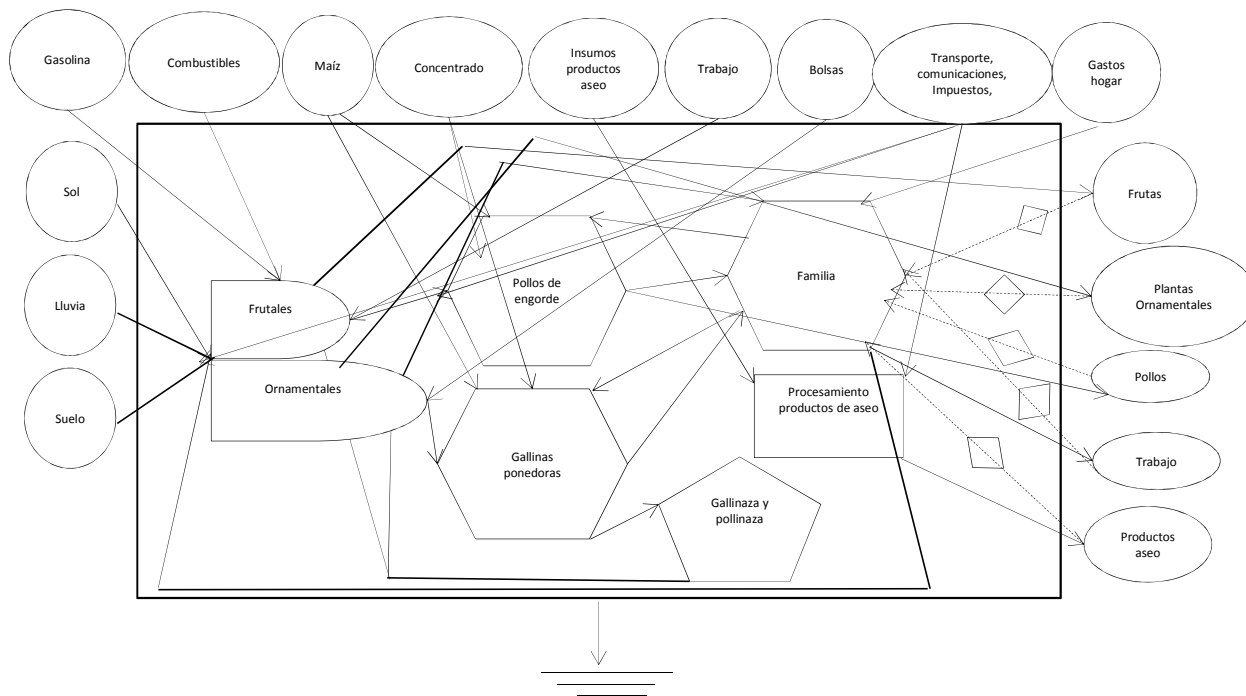 Gasolina
Combustibles
Maíz
Concentrado
Insumos
productos
aseo
Trabajo
Bolsas
Transporte,
comunicaciones,
Impuestos,
Gastos
hogar
Sol
Lluvia
Suelo
Frutales
Ornamentales
Pollos de
engorde
Familia
Gallinas
ponedoras
Procesamiento
productos de aseo
Gallinaza y
pollinaza
Frutas
Plantas
Ornamentales
Pollos
Trabajo
Productos
aseo